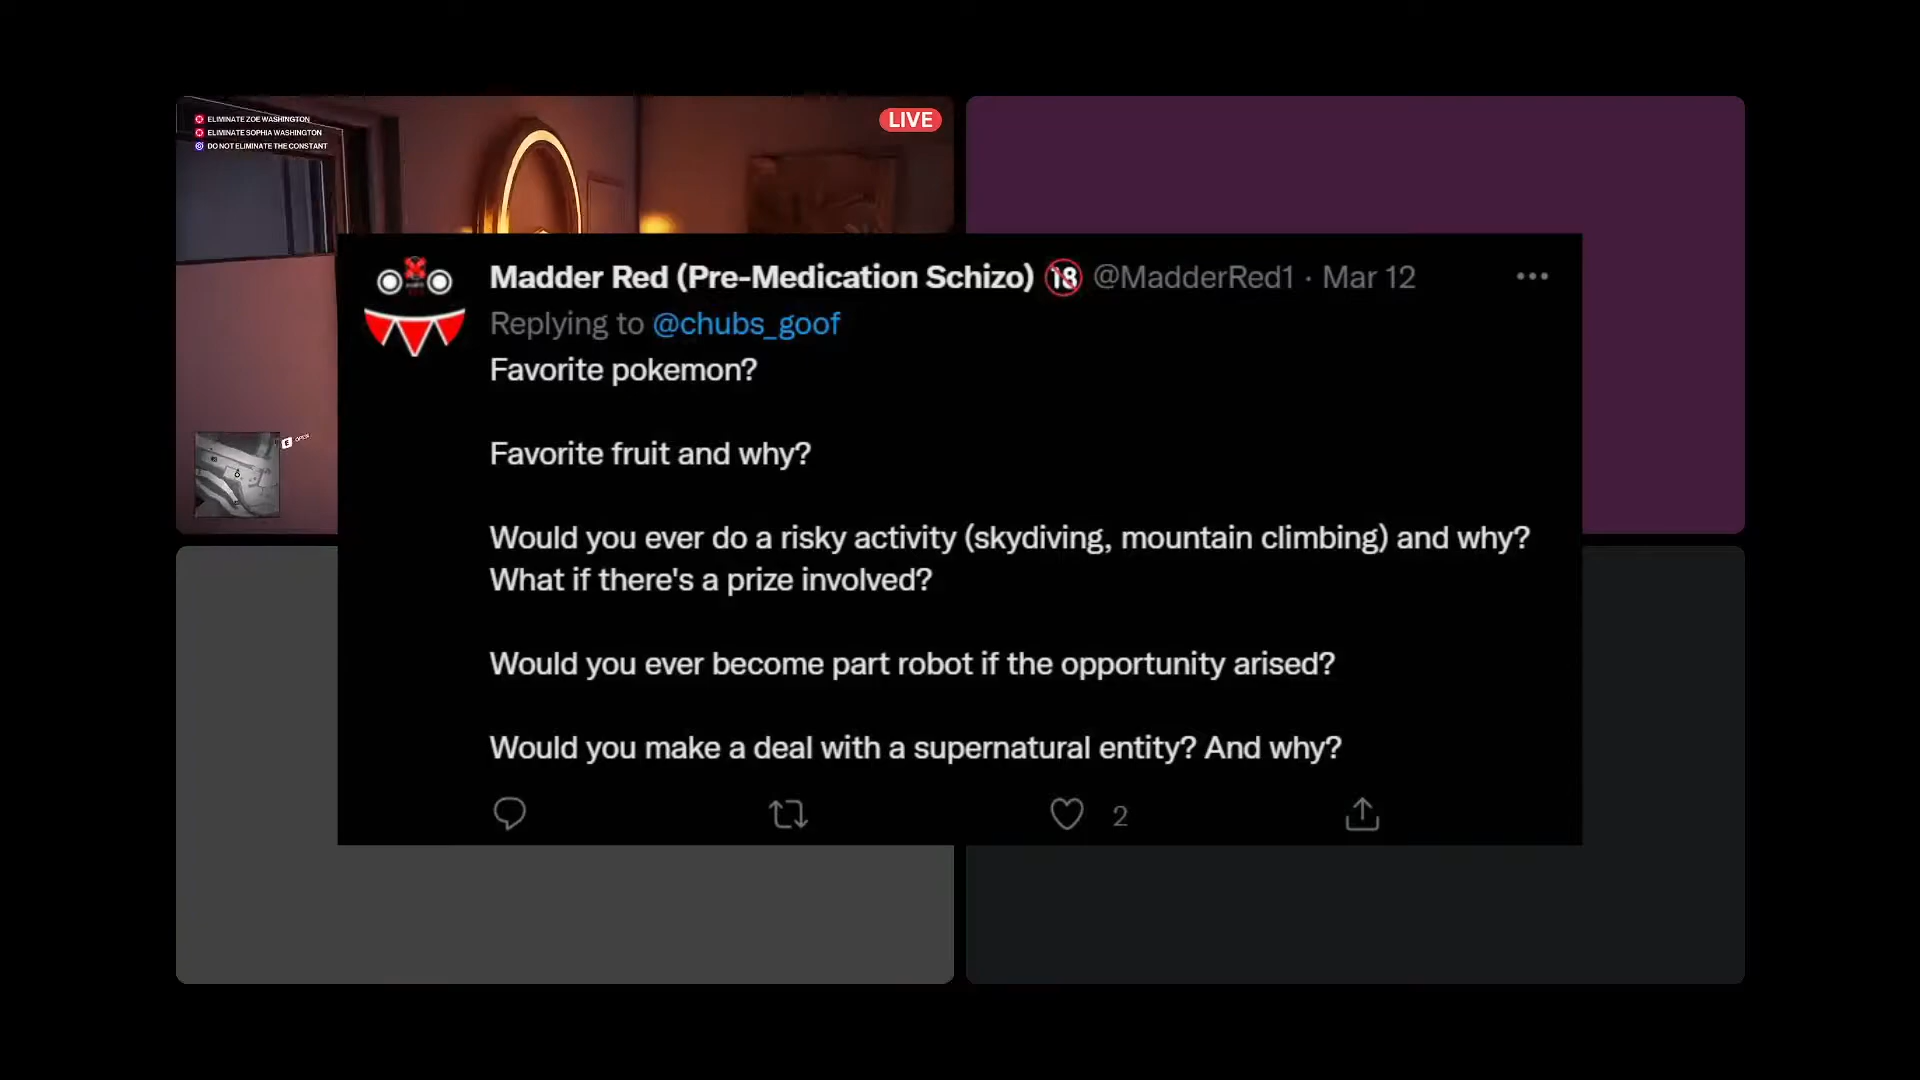 ELIMINATE ZOE WASHINGTON
ELIMINATE SOPHIA WASHINGTON
DO NOT ELIMINATE THE CONSTANT
LIVE
Madder Red (Pre-Medication Schizo) 🔞 @MadderRed1 · Mar 12
Replying to @chubs_goof
Favorite pokemon?
Favorite fruit and why?
Would you ever do a risky activity (skydiving, mountain climbing) and why?
What if there's a prize involved?
Would you ever become part robot if the opportunity arised?
Would you make a deal with a supernatural entity? And why?
2
E OPEN